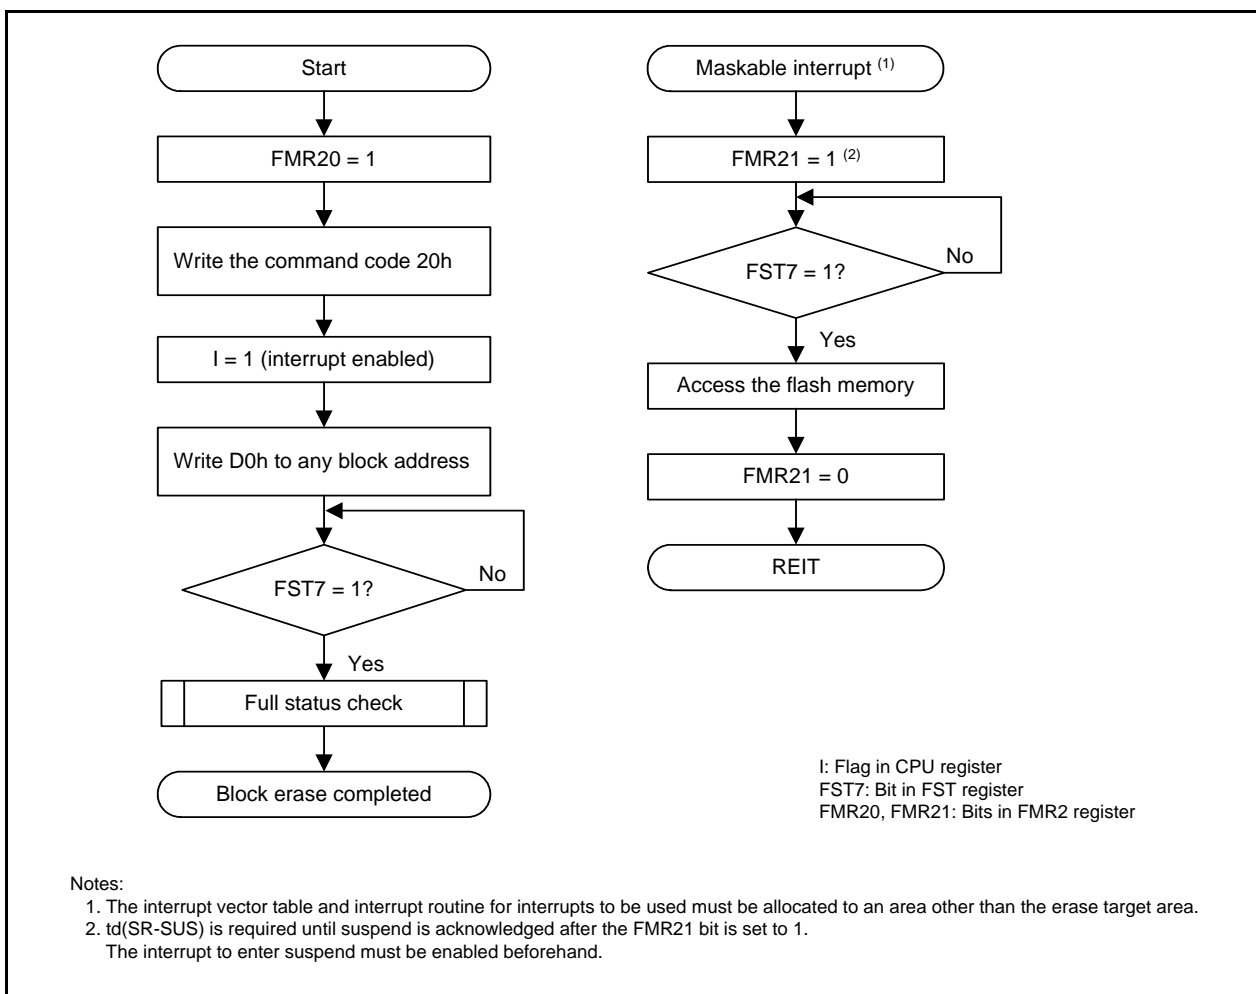 Start
FMR20 = 1
Write the command code 20h
I = 1 (interrupt enabled)
Write D0h to any block address
FST7 = 1?
No
Yes
Full status check
Block erase completed
Maskable interrupt (1)
FMR21 = 1 (2)
FST7 = 1?
No
Yes
Access the flash memory
FMR21 = 0
REIT
I: Flag in CPU register
FST7: Bit in FST register
FMR20, FMR21: Bits in FMR2 register
Notes:
1. The interrupt vector table and interrupt routine for interrupts to be used must be allocated to an area other than the erase target area.
2. td(SR-SUS) is required until suspend is acknowledged after the FMR21 bit is set to 1.
The interrupt to enter suspend must be enabled beforehand.